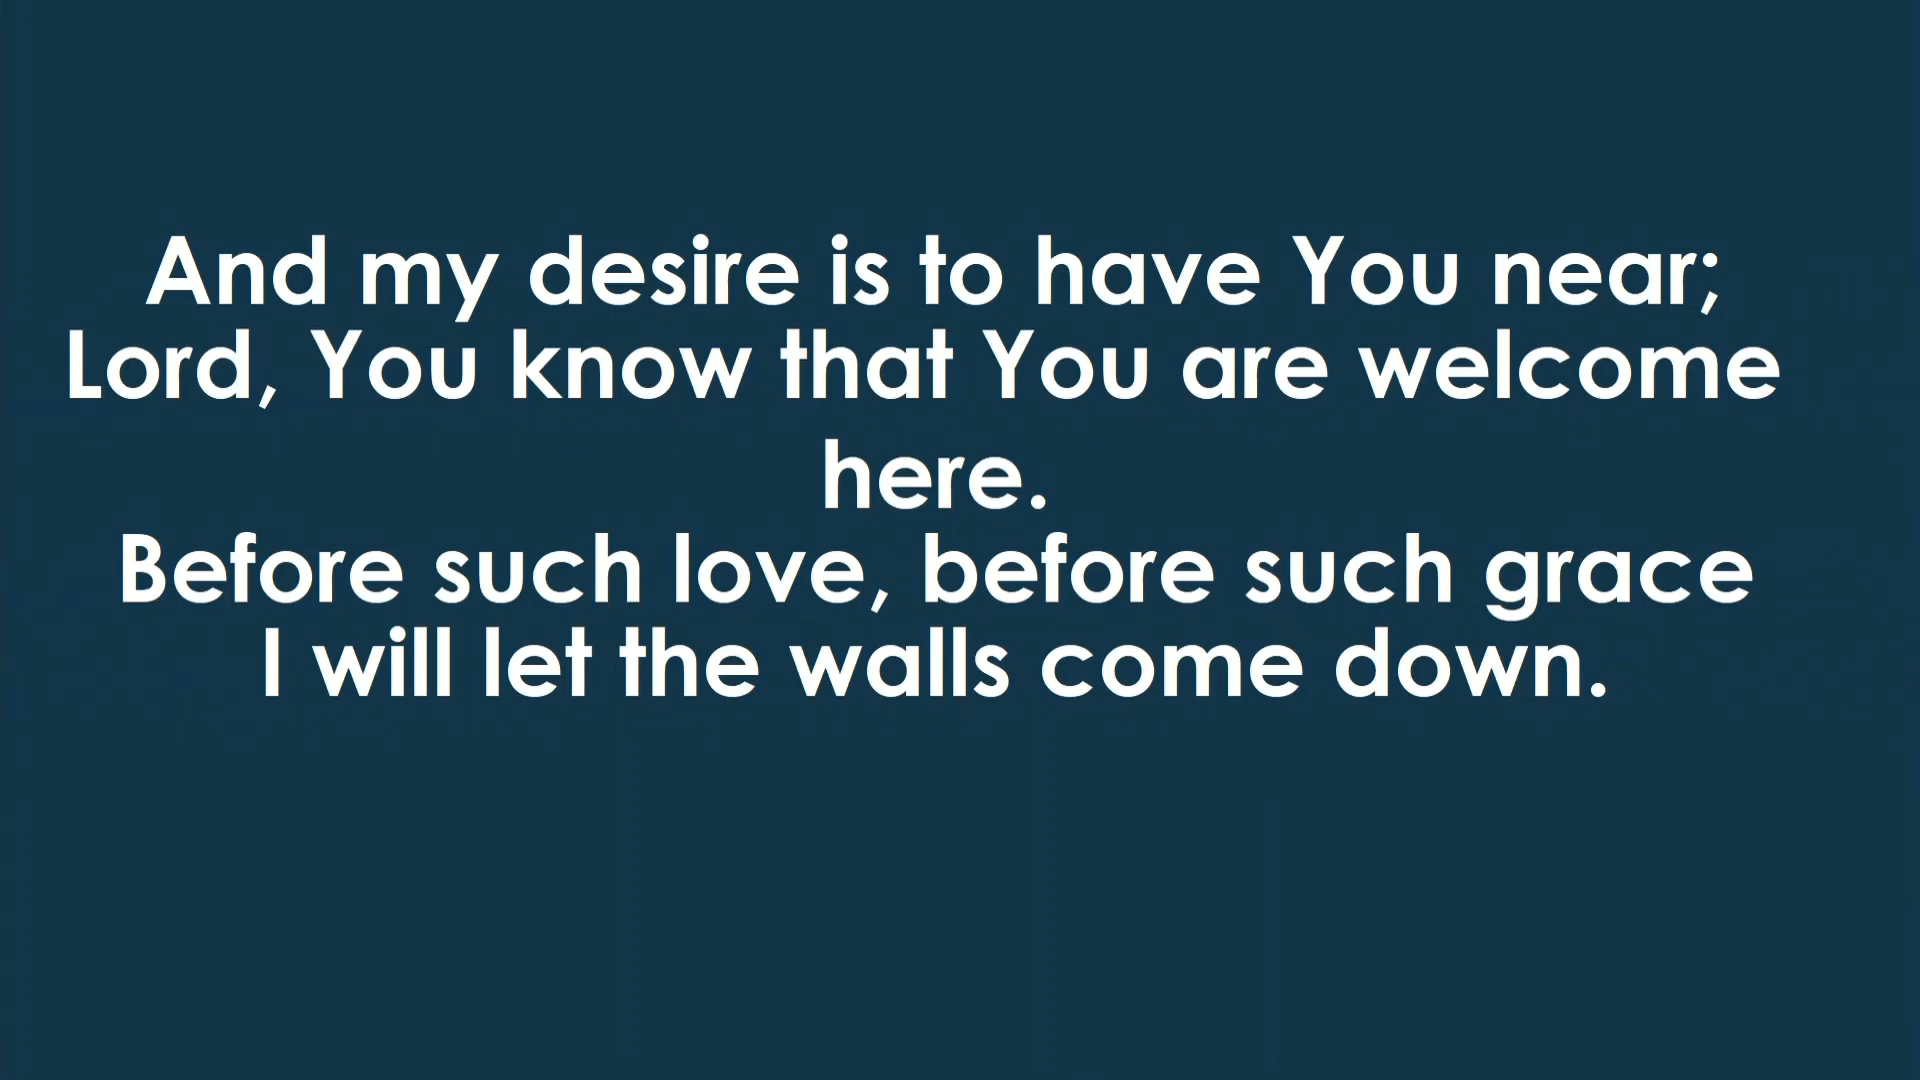 And my desire is to have You near;
Lord, You know that You are welcome
here.
Before such love, before such grace
I will let the walls come down.